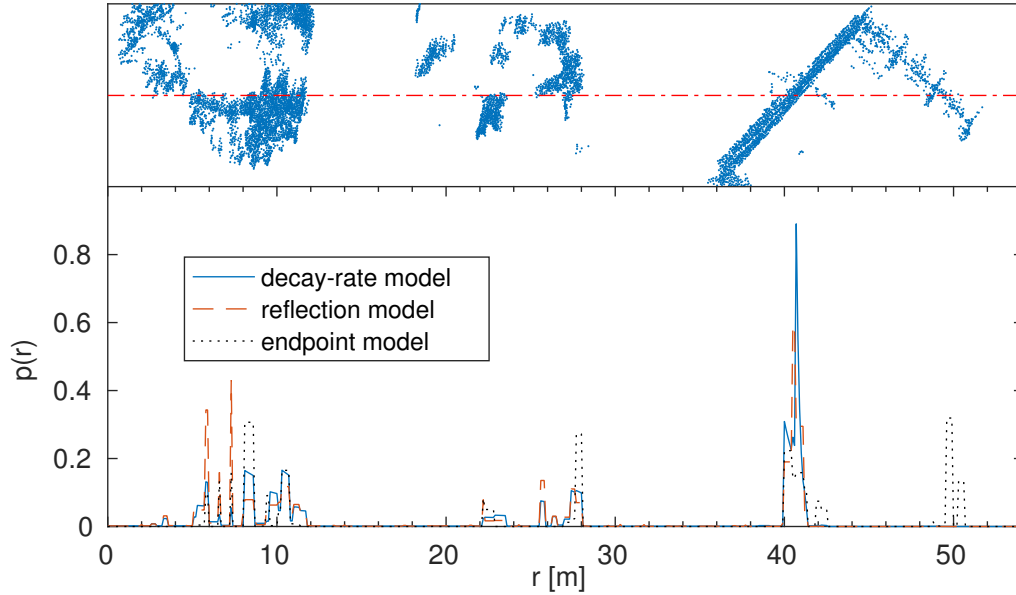 0.8
0.6
0.4
0.2
0
p(r)
decay-rate model
reflection model
endpoint model
0 10 20 30 40 50
r [m]